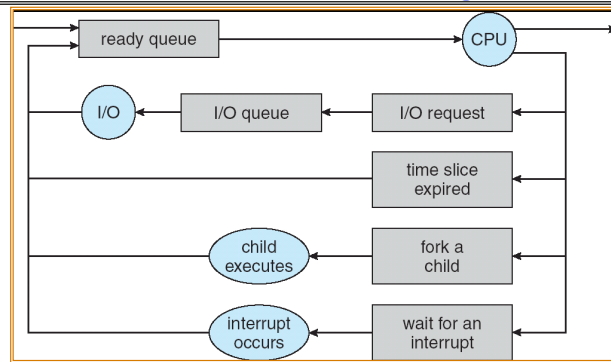 ready queue
CPU
I/O
I/O queue
I/O request
time slice
expired
child
executes
fork a
child
interrupt
occurs
wait for an
interrupt